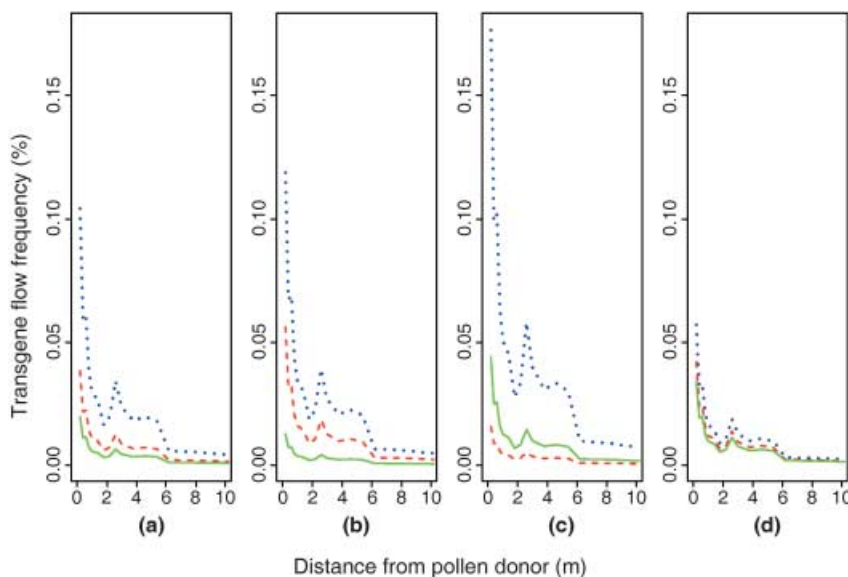 Transgene flow frequency (%)
0.00 0.05 0.10 0.15
0 2 4 6 8 10
(a)
0.00 0.05 0.10 0.15
0 2 4 6 8 10
(b)
0.00 0.05 0.10 0.15
0 2 4 6 8 10
(c)
0.00 0.05 0.10 0.15
0 2 4 6 8 10
(d)
Distance from pollen donor (m)